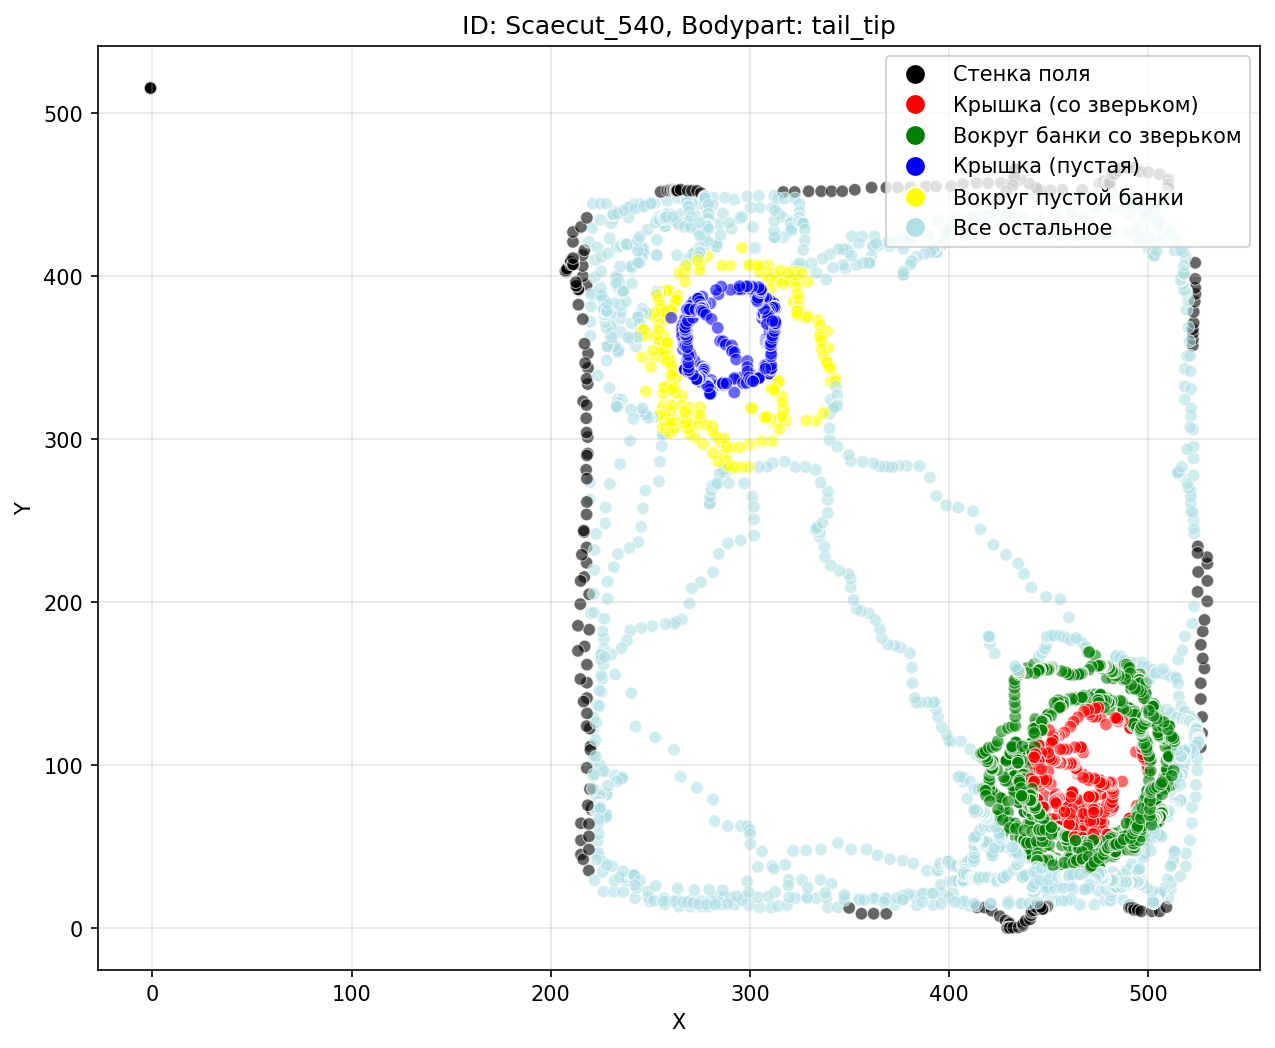 ID: Scaecut_540, Bodypart: tail_tip
Стенка поля
Крышка (со зверьком)
Вокруг банки со зверьком
Крышка (пустая)
Вокруг пустой банки
Все остальное
500
400
300
200
100
0
Y
0
100
200
300
400
500
X